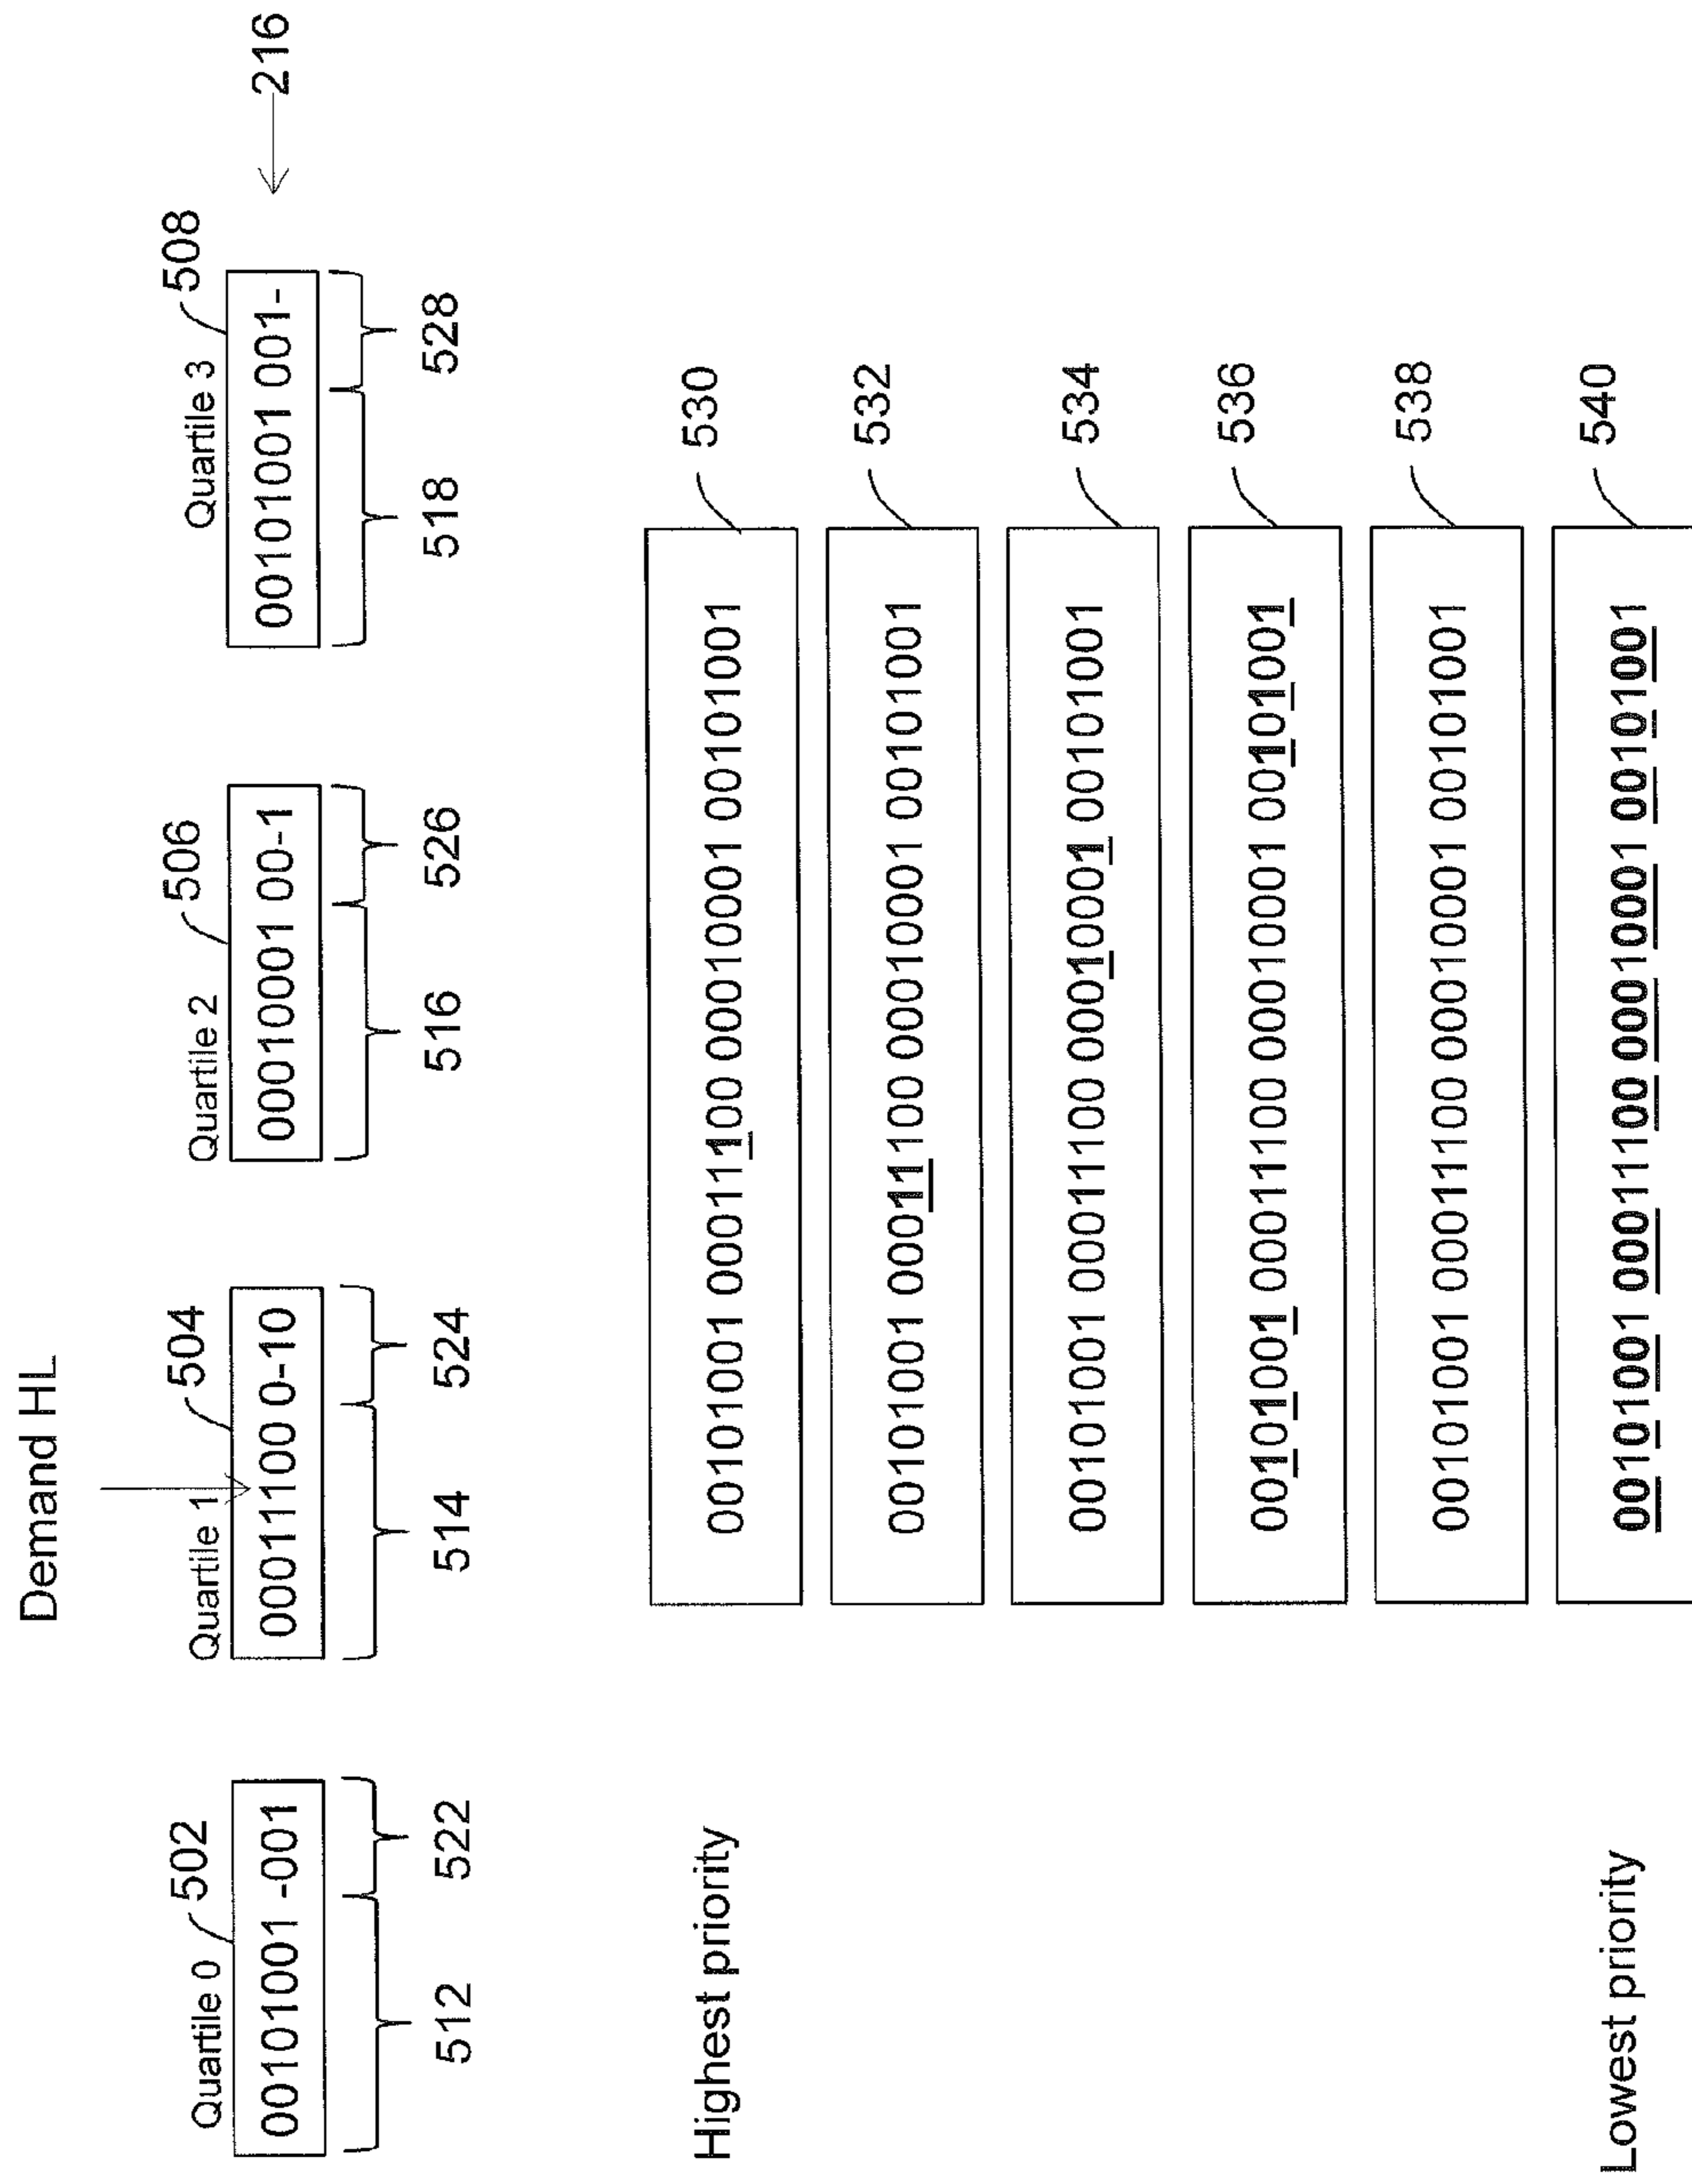 Demand HL
Quartile 0 502 Quartile 1 504 Quartile 2 506 Quartile 3 508
00101001 -001 00011100 0-10 00010001 00-1 00101001 001- 216
512 522 514 524 516 526 518 528
Highest priority 00101001 00011100 00010001 00101001 530
00101001 00011100 00010001 00101001 532
00101001 00011100 00010001 00101001 534
00101001 00011100 00010001 00101001 536
00101001 00011100 00010001 00101001 538
Lowest priority 00101001 00011100 00010001 00101001 540